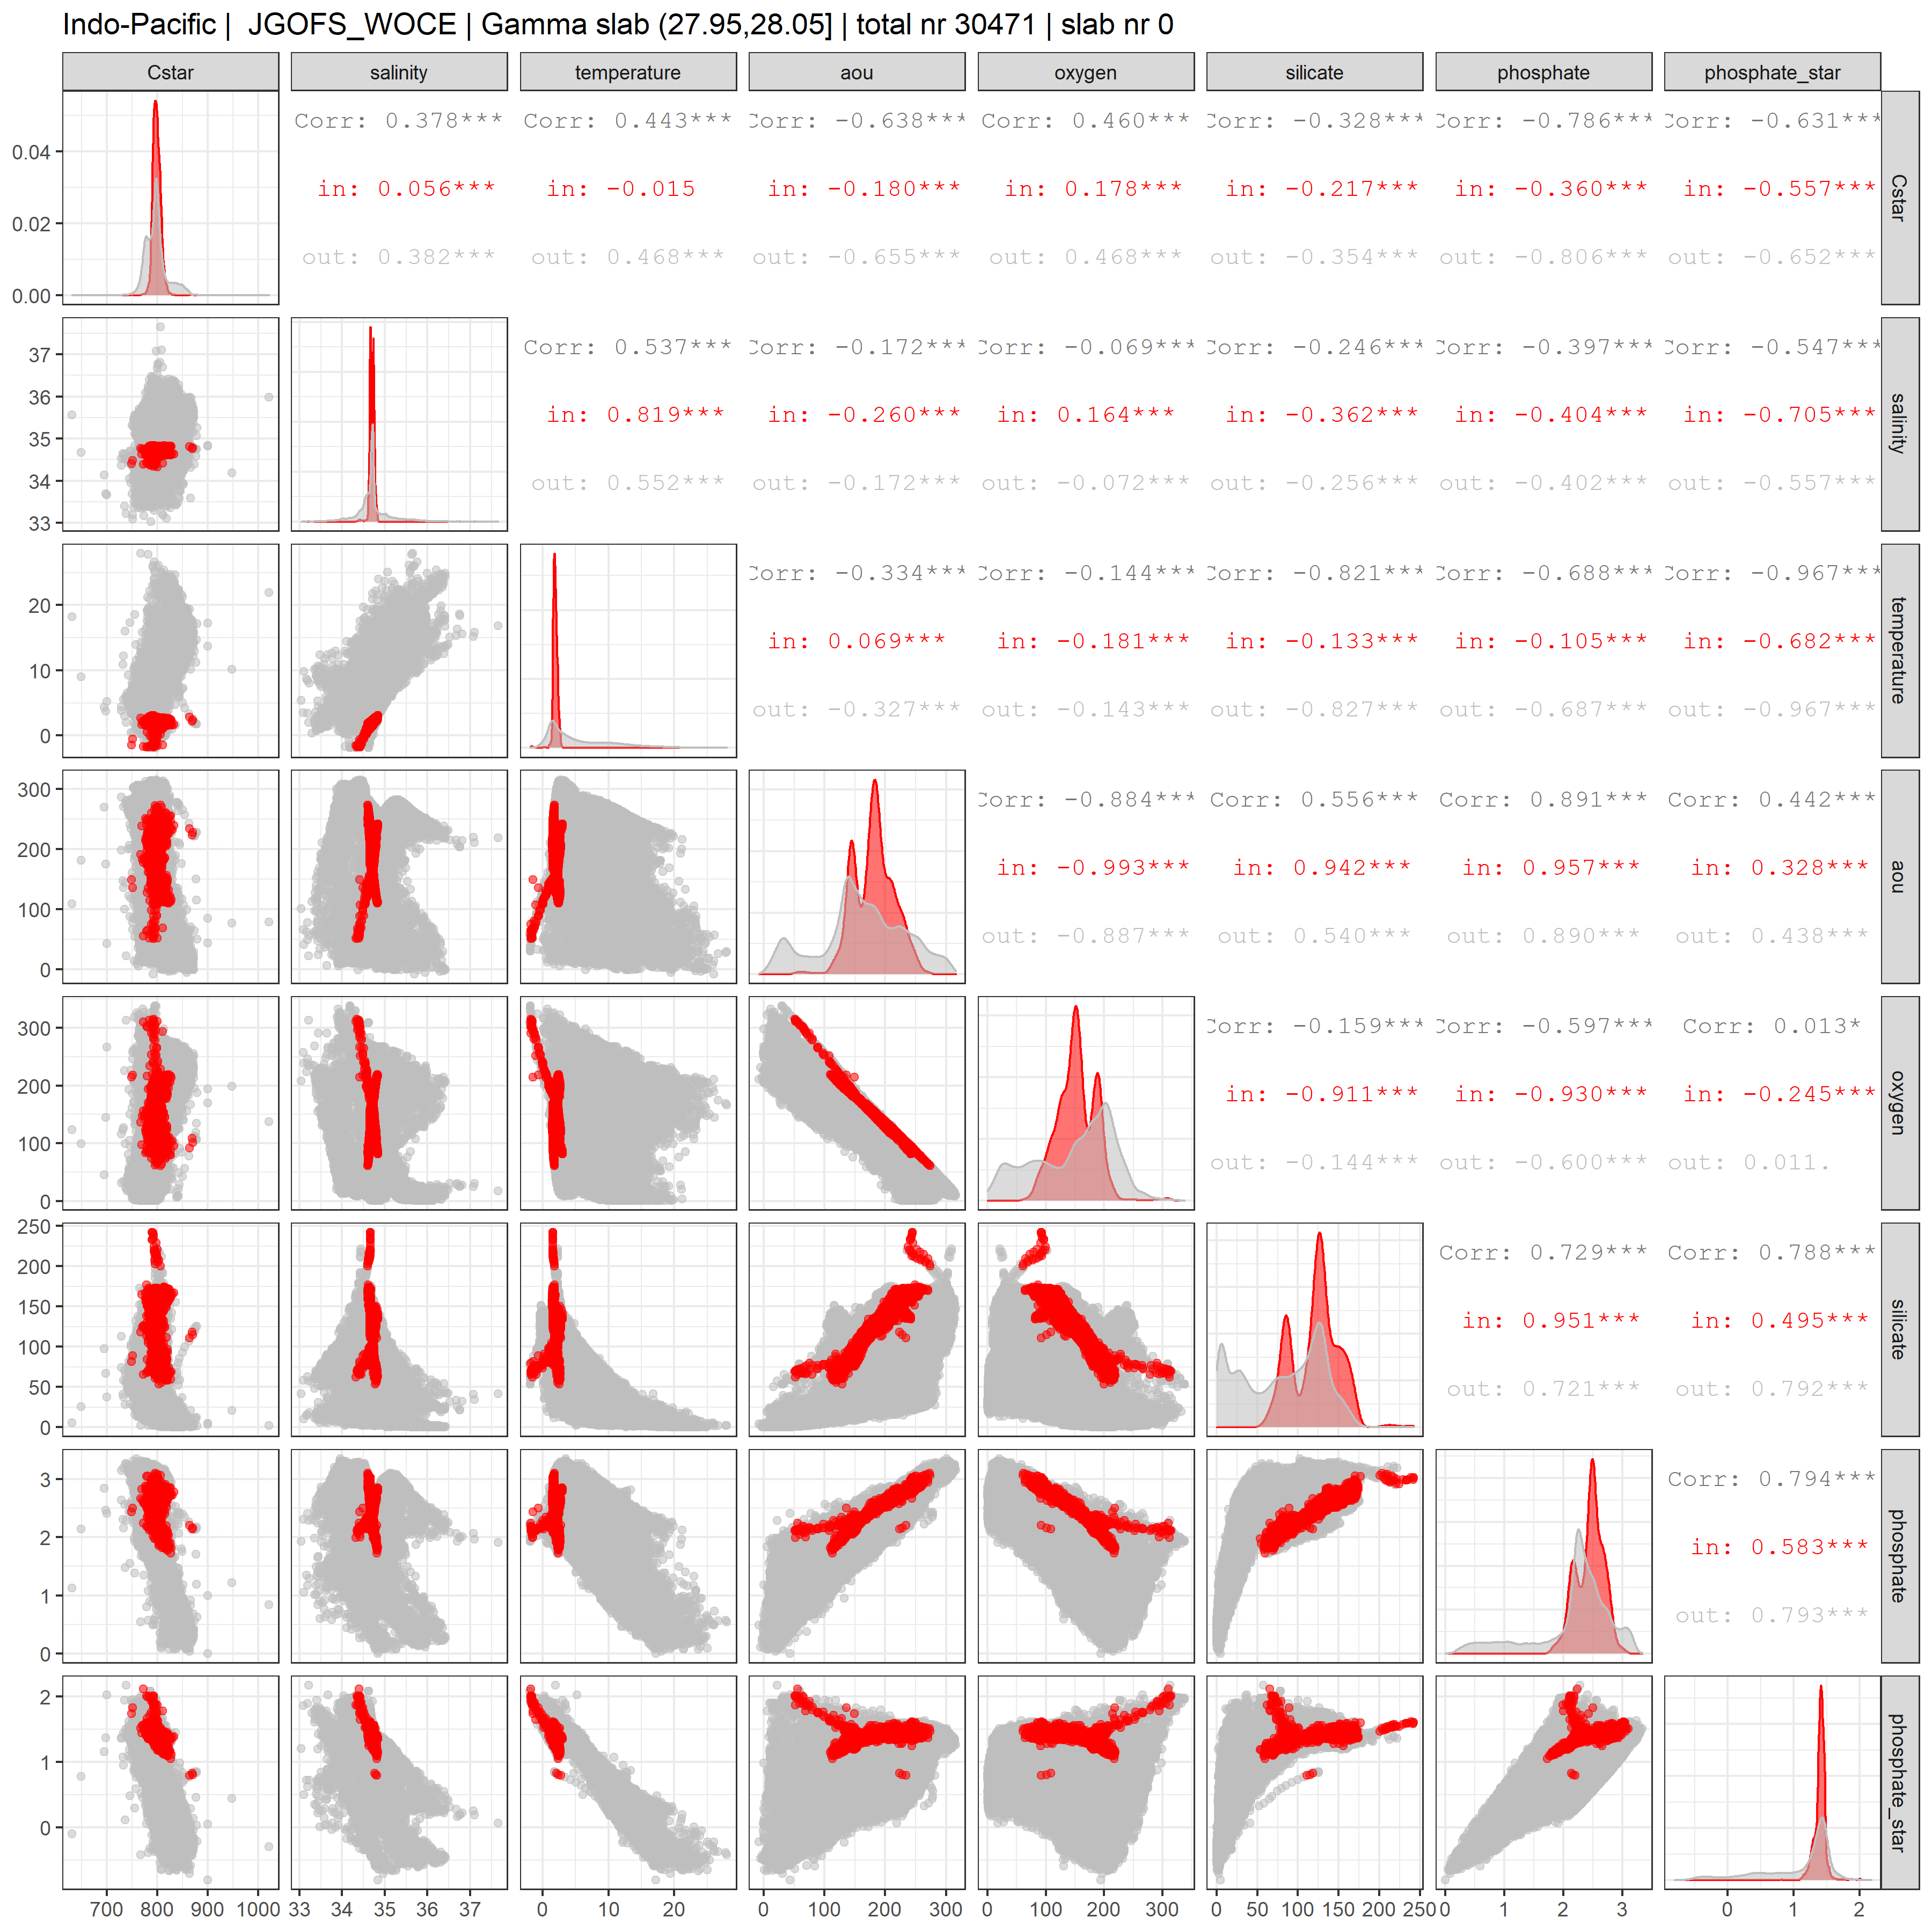 Indo-Pacific | JGOFS_WOCE | Gamma slab (27.95,28.05] | total nr 30471 | slab nr 0
Cstar salinity temperature aou oxygen silicate phosphate phosphate_star
Corr: 0.378*** Corr: 0.443*** Corr: -0.638*** Corr: 0.460*** Corr: -0.328*** Corr: -0.786*** Corr: -0.631***
0.04
in: 0.056*** in: -0.015 in: -0.180*** in: 0.178*** in: -0.217*** in: -0.360*** in: -0.557***
Cstar
0.02
out: 0.382*** out: 0.468*** out: -0.655*** out: 0.468*** out: -0.354*** out: -0.806*** out: -0.652***
0.00
Corr: 0.537*** Corr: -0.172*** Corr: -0.069*** Corr: -0.246*** Corr: -0.397*** Corr: -0.547***
37
36
in: 0.819*** in: -0.260*** in: 0.164*** in: -0.362*** in: -0.404*** in: -0.705***
salinity
35
34
out: 0.552*** out: -0.172*** out: -0.072*** out: -0.256*** out: -0.402*** out: -0.557***
33
Corr: -0.334*** Corr: -0.144*** Corr: -0.821*** Corr: -0.688*** Corr: -0.967***
20
in: 0.069*** in: -0.181*** in: -0.133*** in: -0.105*** in: -0.682***
temperature
10
out: -0.327*** out: -0.143*** out: -0.827*** out: -0.687*** out: -0.967***
0
300
Corr: -0.884*** Corr: 0.556*** Corr: 0.891*** Corr: 0.442***
200
in: -0.993*** in: 0.942*** in: 0.957*** in: 0.328***
aou
100
out: -0.887*** out: 0.540*** out: 0.890*** out: 0.438***
0
300
Corr: -0.159*** Corr: -0.597*** Corr: 0.013*
200
in: -0.911*** in: -0.930*** in: -0.245***
oxygen
100
out: -0.144*** out: -0.600*** out: 0.011.
0
250
Corr: 0.729*** Corr: 0.788***
200
150
in: 0.951*** in: 0.495***
silicate
100
50
out: 0.721*** out: 0.792***
0
3
Corr: 0.794***
2
in: 0.583***
phosphate
1
out: 0.793***
0
2
1
phosphate_star
0
700 800 900 1000 33 34 35 36 37 0 10 20 0 100 200 300 0 100 200 300 0 50 100 150 200 250 0 1 2 3 0 1 2